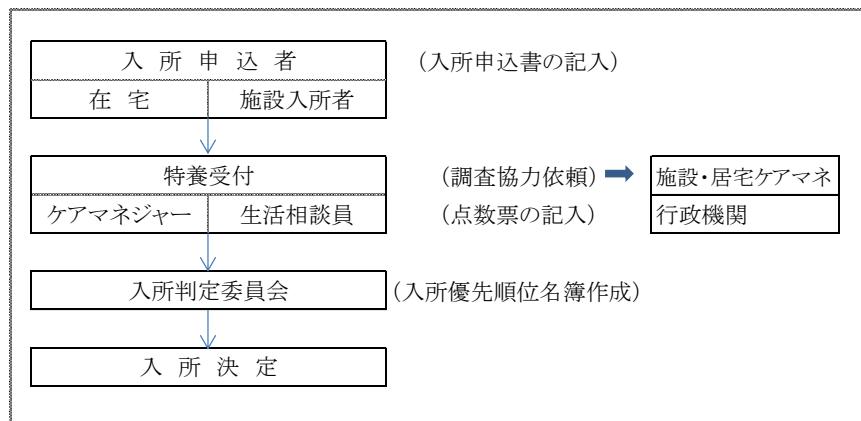 入 所 申 込 者 (入所申込書の記入)
在 宅 施設入所者
特養受付 (調査協力依頼) 施設・居宅ケアマネ
ケアマネジャー 生活相談員 (点数票の記入) 行政機関
入所判定委員会 (入所優先順位名簿作成)
入 所 決 定